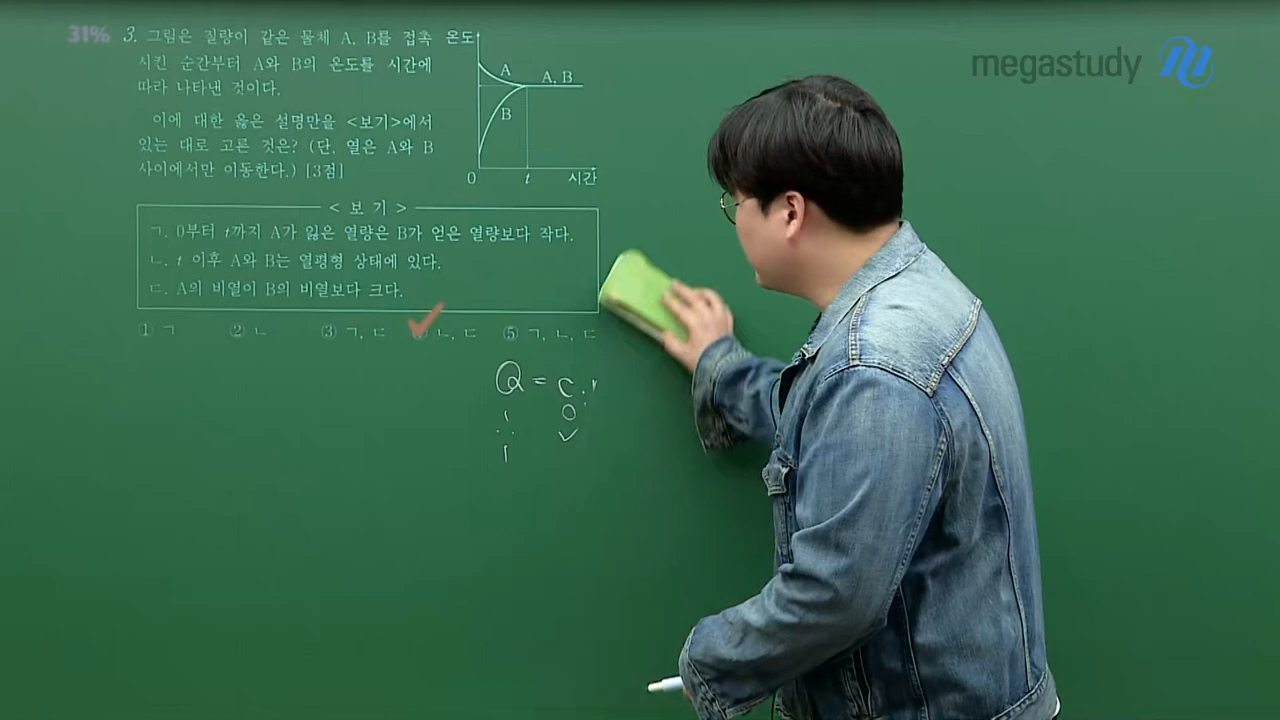 31%
3. 그림은 질량이 같은 물체 A, B를 접촉
시킨 순간부터 A와 B의 온도를 시간에
따라 나타낸 것이다.
이에 대한 옳은 설명만을 <보기>에서
있는 대로 고른 것은? (단, 열은 A와 B
사이에서만 이동한다.) [3점]
온도
A
A, B
B
0
t
시간
< 보 기 >
ㄱ. 0부터 t까지 A가 잃은 열량은 B가 얻은 열량보다 작다.
ㄴ. t 이후 A와 B는 열평형 상태에 있다.
ㄷ. A의 비열이 B의 비열보다 크다.
① ㄱ ② ㄴ ③ ㄱ, ㄷ ④ ㄴ, ㄷ ⑤ ㄱ, ㄴ, ㄷ
Q = c
megastudy